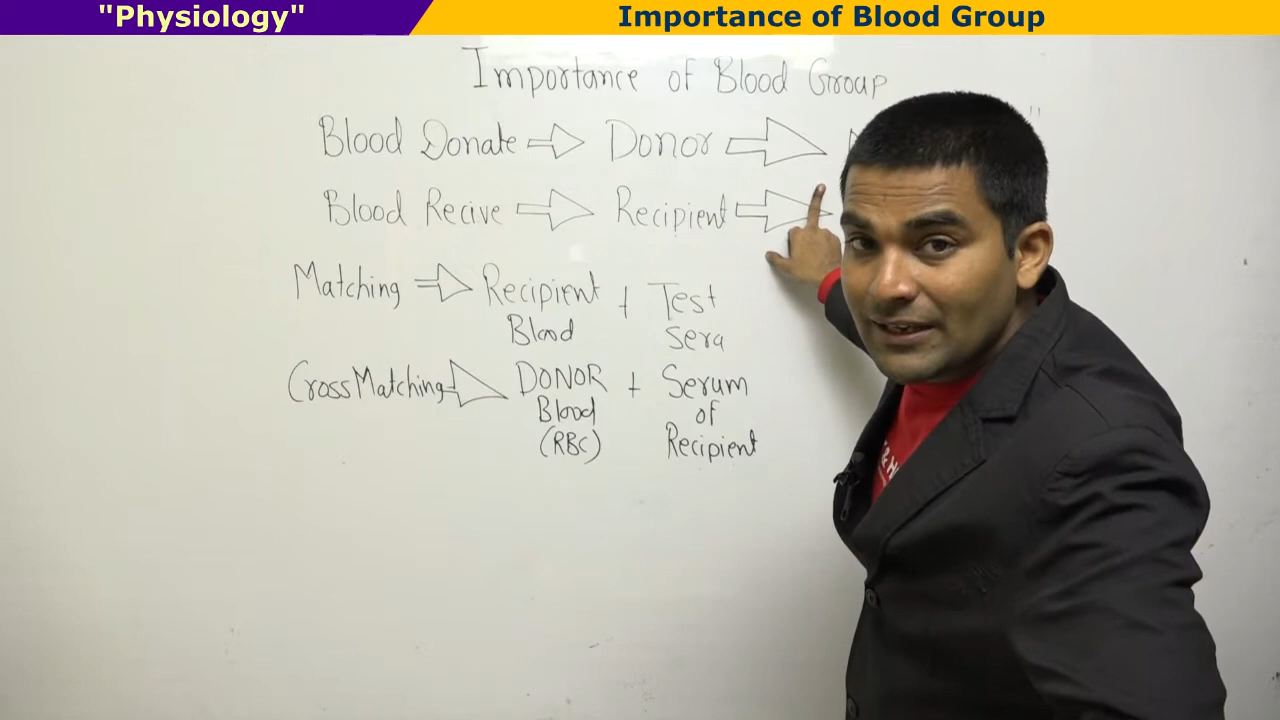 "Physiology"
Importance of Blood Group
Importance of Blood Group
Blood Donate ⇒ Donor ⇒
Blood Recive ⇒ Recipient ⇒
Matching ⇒ Recipient + Test
Blood Sera
CrossMatching ⇒ DONOR + Serum
Blood of
(RBC) Recipient